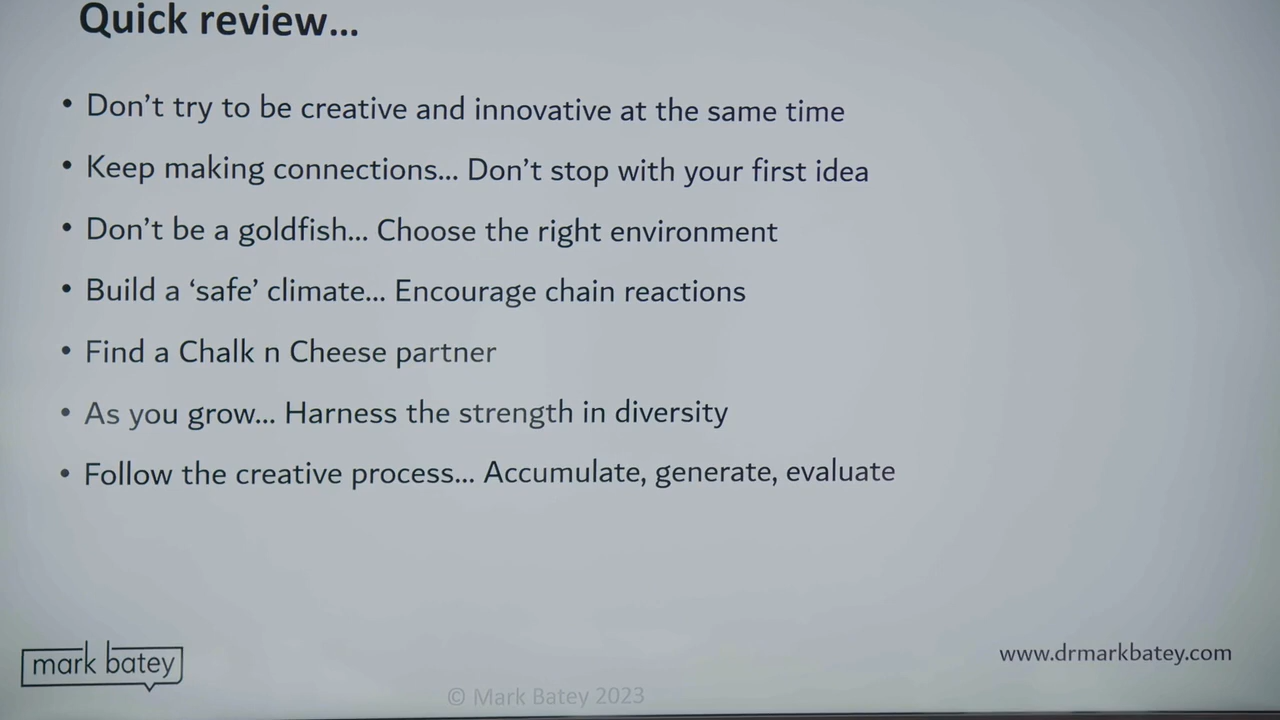 Quick review...
• Don't try to be creative and innovative at the same time
• Keep making connections... Don't stop with your first idea
• Don't be a goldfish... Choose the right environment
• Build a ‘safe’ climate... Encourage chain reactions
• Find a Chalk n Cheese partner
• As you grow... Harness the strength in diversity
• Follow the creative process... Accumulate, generate, evaluate
mark batey
www.drmarkbatey.com
© Mark Batey 2023